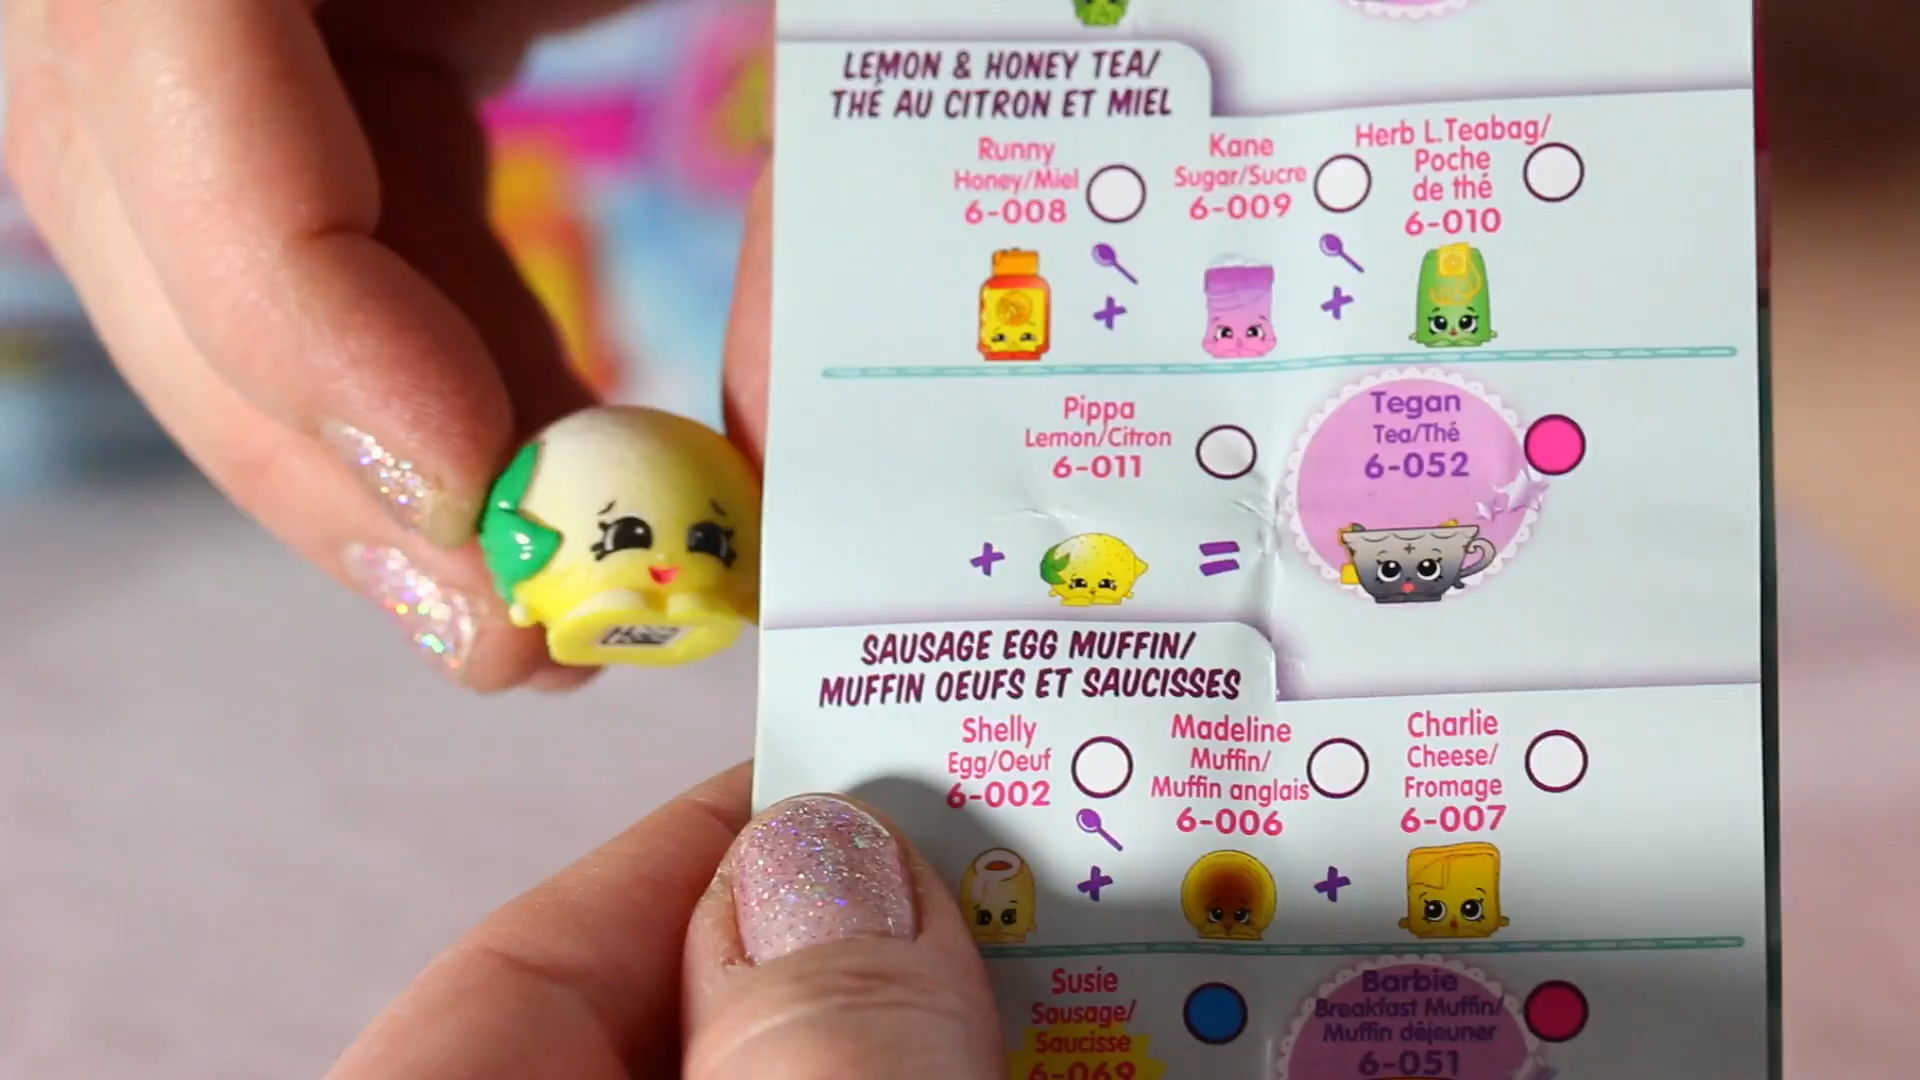 LEMON & HONEY TEA/
THÉ AU CITRON ET MIEL
Runny
Honey/Miel
6-008
Kane
Sugar/Sucre
6-009
Herb L.Teabag/
Poche
de thé
6-010
Pippa
Lemon/Citron
6-011
Tegan
Tea/Thé
6-052
SAUSAGE EGG MUFFIN/
MUFFIN OEUFS ET SAUCISSES
Shelly
Egg/Oeuf
6-002
Madeline
Muffin/
Muffin anglais
6-006
Charlie
Cheese/
Fromage
6-007
Susie
Sausage/
Saucisse
6-069
Barbie
Breakfast Muffin/
Muffin déjeuner
6-051